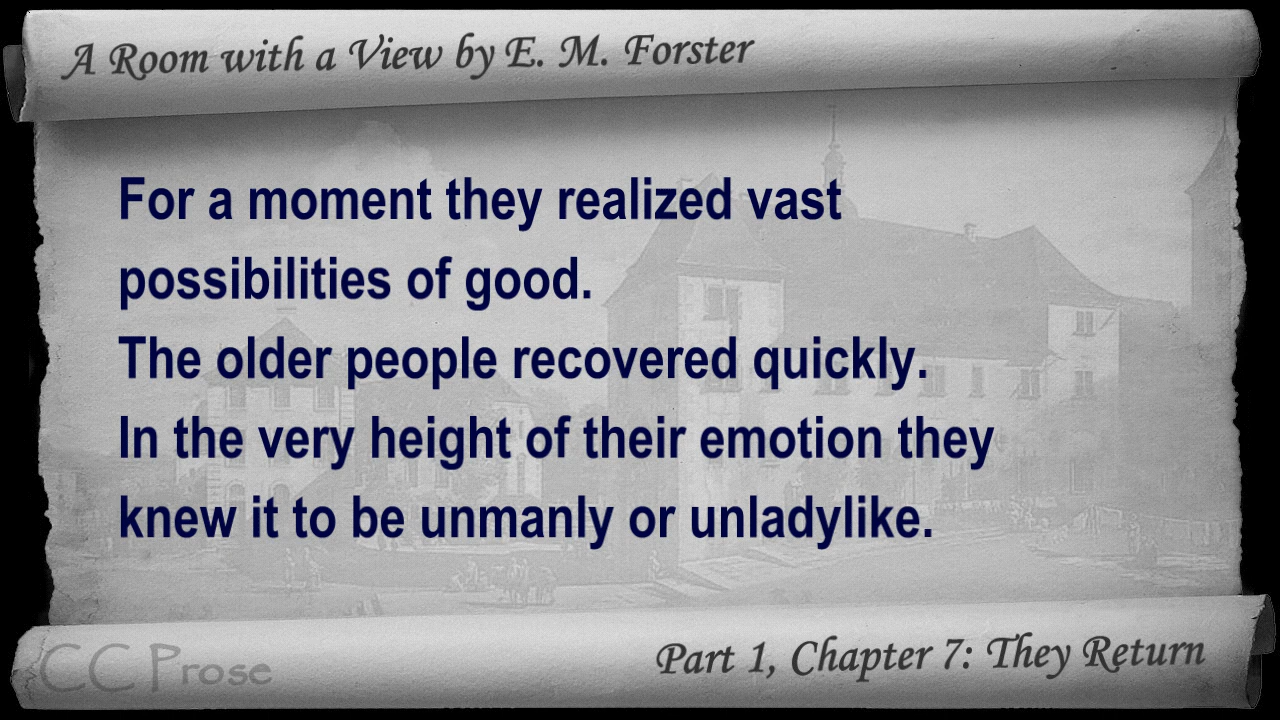 A Room with a View by E. M. Forster
For a moment they realized vast
possibilities of good.
The older people recovered quickly.
In the very height of their emotion they
knew it to be unmanly or unladylike.
CC Prose
Part 1, Chapter 7: They Return